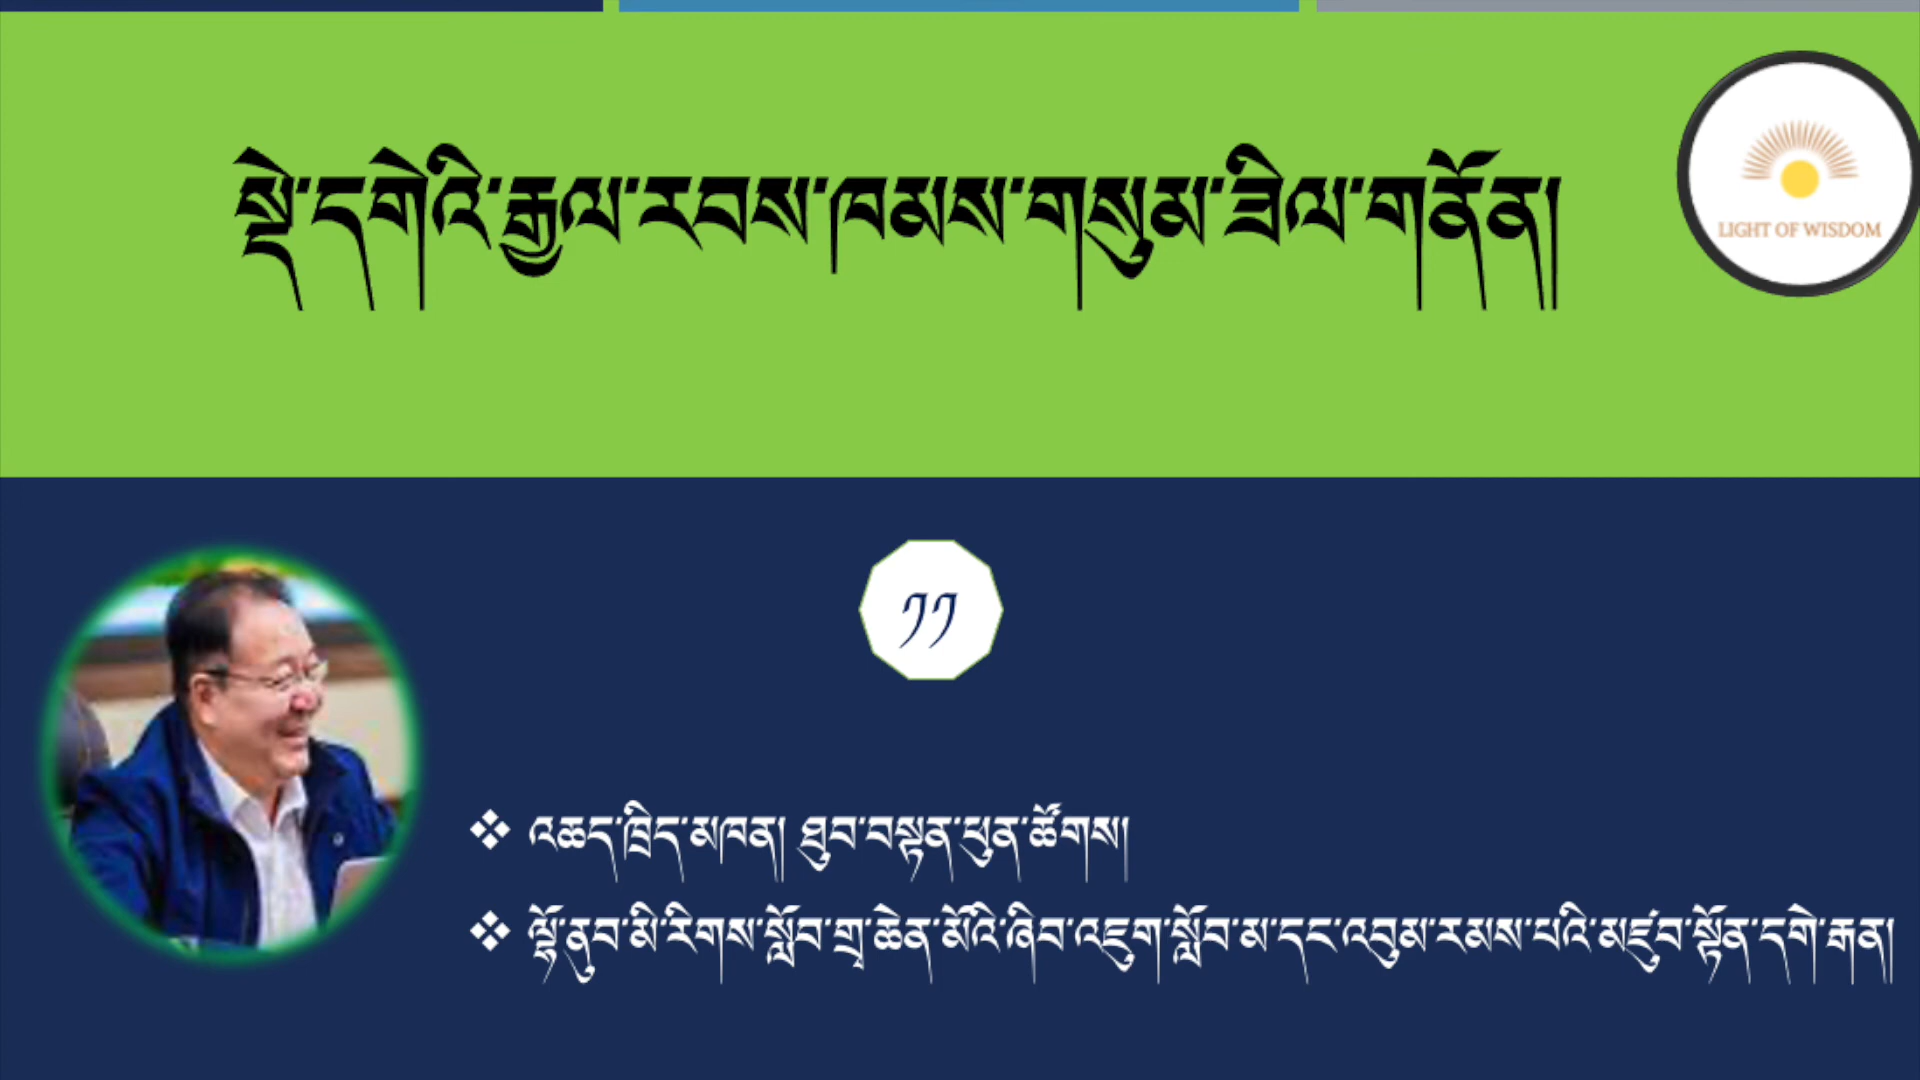 སྡེ་དགེའི་རྒྱལ་རབས་ཁམས་གསུམ་ཟིལ་གནོན།
LIGHT OF WISDOM
༡༡
འཆད་ཁྲིད་མཁན། ཐུབ་བསྟན་ཕུན་ཚོགས།
ལྷོ་ནུབ་མི་རིགས་སློབ་གྲྭ་ཆེན་མོའི་ཞིབ་འཇུག་སློབ་མ་དང་འབུམ་རམས་པའི་མཛུབ་སྟོན་དགེ་རྒན།